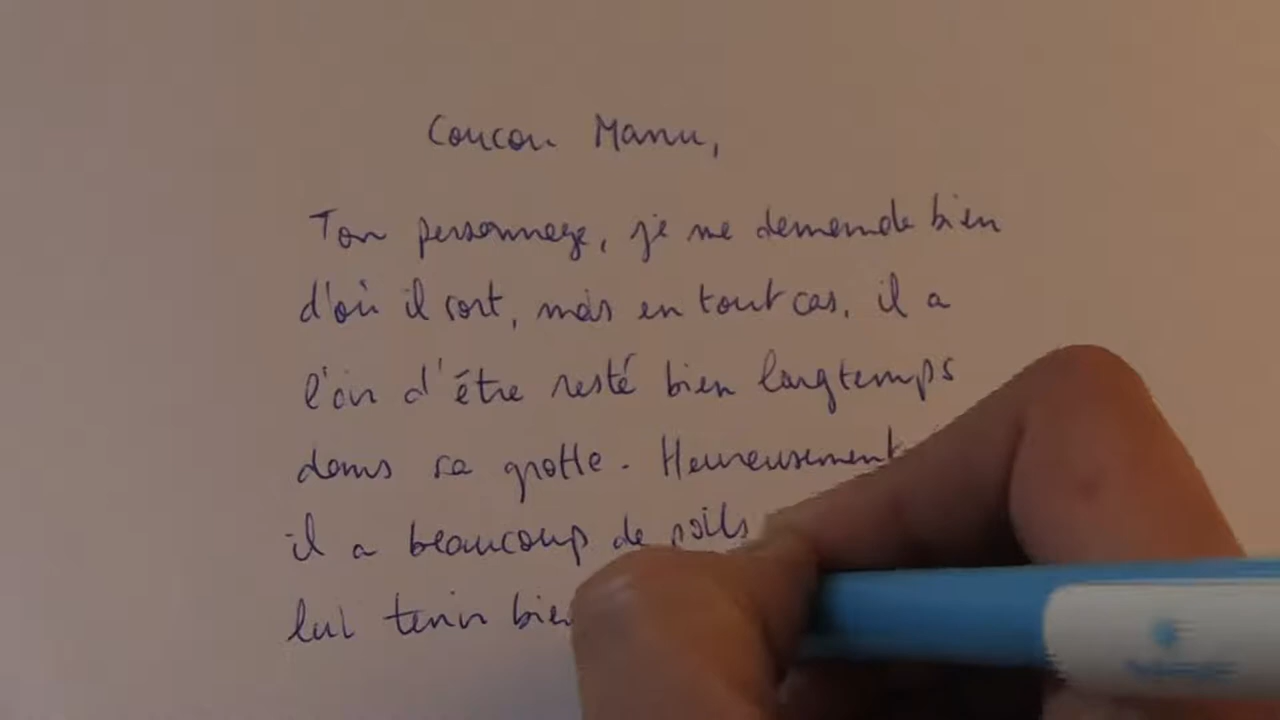 Coucou Manu,
Ton personnage, je me demande bien
d'où il sort, mais en tout cas, il a
l'air d'être resté bien longtemps
dans sa grotte. Heureusement
il a beaucoup de poils
lui tenir bien